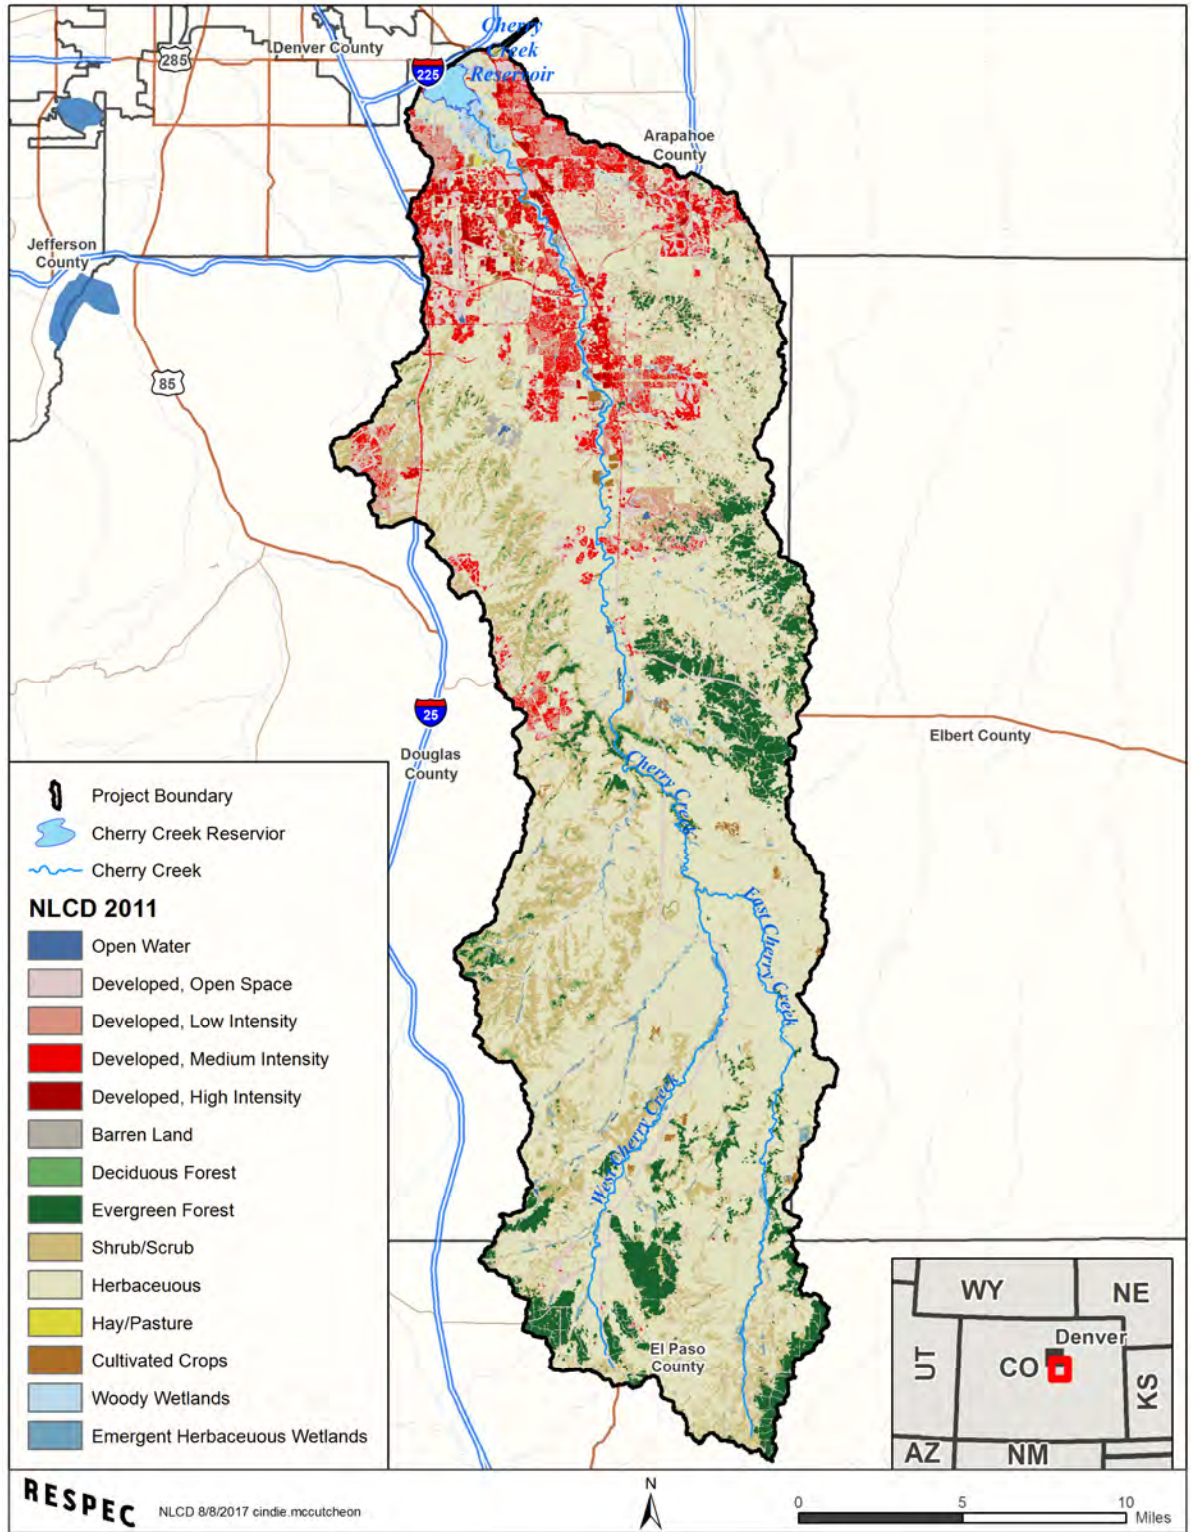 Cherry
Creek
Reservoir
Denver County
285
225
Arapahoe
County
Jefferson
County
85
25
Douglas
County
Elbert County
Cherry Creek
East Cherry Creek
West Cherry Creek
El Paso
County
Project Boundary
Cherry Creek Reservior
Cherry Creek
NLCD 2011
Open Water
Developed, Open Space
Developed, Low Intensity
Developed, Medium Intensity
Developed, High Intensity
Barren Land
Deciduous Forest
Evergreen Forest
Shrub/Scrub
Herbaceuous
Hay/Pasture
Cultivated Crops
Woody Wetlands
Emergent Herbaceuous Wetlands
WY
NE
Denver
UT
CO
KS
AZ
NM
RESPEC
NLCD 8/8/2017 cindie.mccutcheon
N
0 5 10
Miles